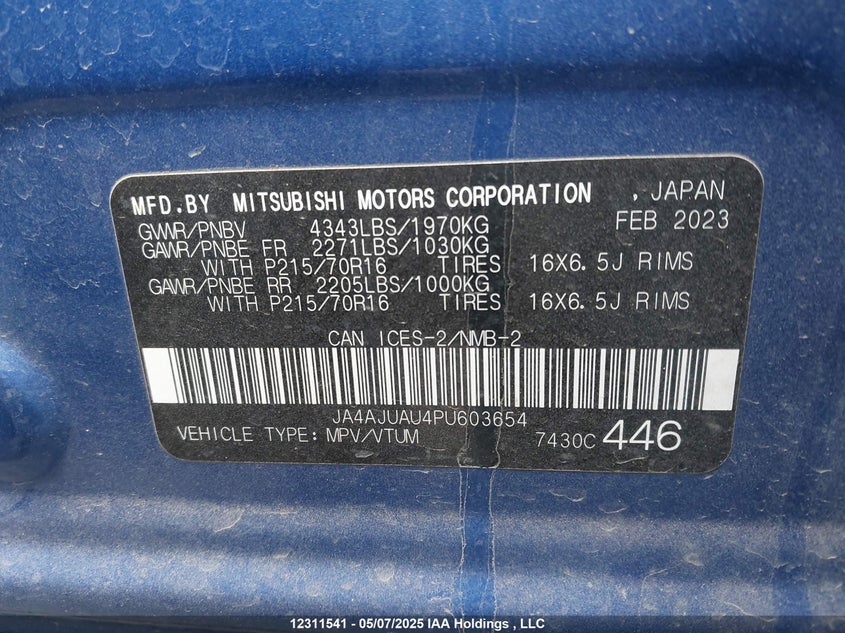 MFD.BY MITSUBISHI MOTORS CORPORATION , JAPAN
GVWR/PNBV 4343LBS/1970KG FEB 2023
GAWR/PNBE FR 2271LBS/1030KG
WITH P215/70R16 TIRES 16X6.5J RIMS
GAWR/PNBE RR 2205LBS/1000KG
WITH P215/70R16 TIRES 16X6.5J RIMS
CAN ICES-2/NMB-2
JA4AJUAU4PU603654
VEHICLE TYPE: MPV/VTUM 7430C 446
12311541 - 05/07/2025 IAA Holdings , LLC